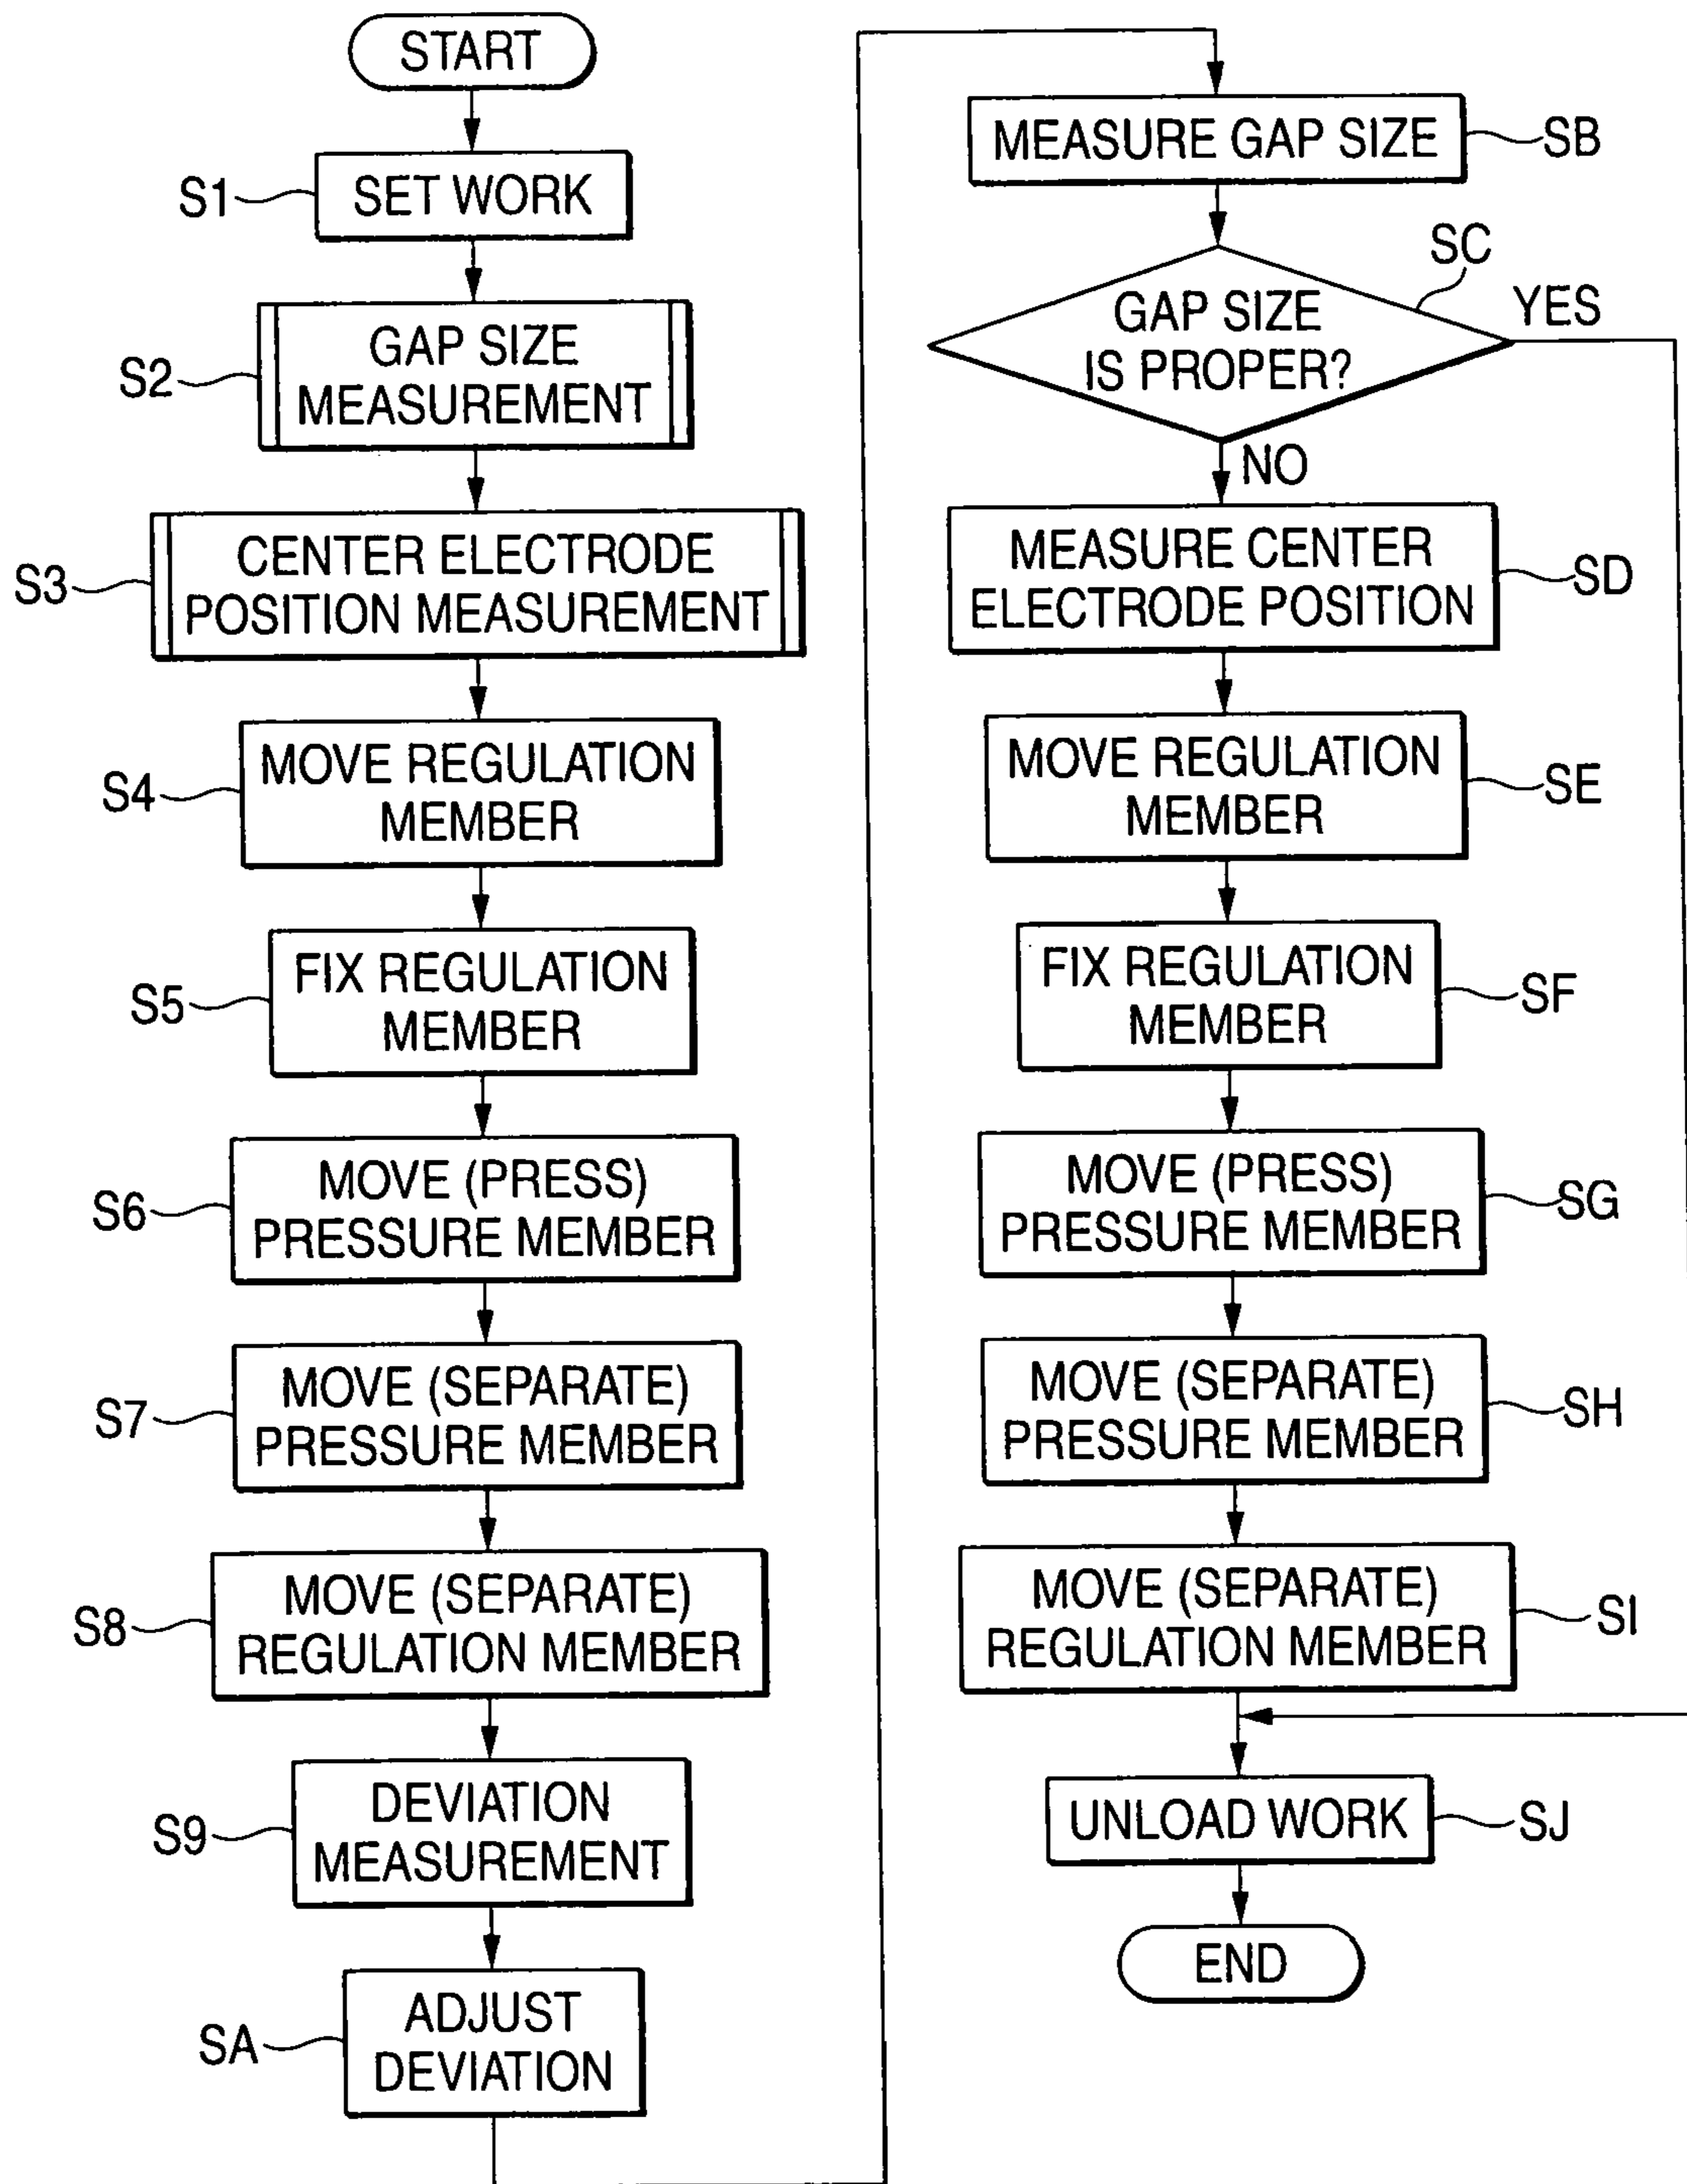 START
S1
SET WORK
S2
GAP SIZE
MEASUREMENT
S3
CENTER ELECTRODE
POSITION MEASUREMENT
S4
MOVE REGULATION
MEMBER
S5
FIX REGULATION
MEMBER
S6
MOVE (PRESS)
PRESSURE MEMBER
S7
MOVE (SEPARATE)
PRESSURE MEMBER
S8
MOVE (SEPARATE)
REGULATION MEMBER
S9
DEVIATION
MEASUREMENT
SA
ADJUST
DEVIATION
MEASURE GAP SIZE
SB
SC
GAP SIZE
IS PROPER?
YES
NO
MEASURE CENTER
ELECTRODE POSITION
SD
MOVE REGULATION
MEMBER
SE
FIX REGULATION
MEMBER
SF
MOVE (PRESS)
PRESSURE MEMBER
SG
MOVE (SEPARATE)
PRESSURE MEMBER
SH
MOVE (SEPARATE)
REGULATION MEMBER
SI
UNLOAD WORK
SJ
END